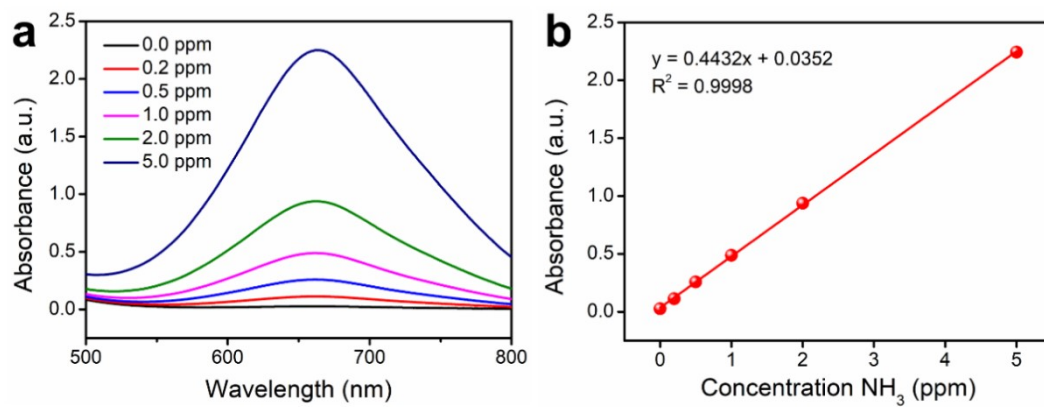 a
2.5
2.0
1.5
1.0
0.5
0.0
Absorbance (a.u.)
0.0 ppm
0.2 ppm
0.5 ppm
1.0 ppm
2.0 ppm
5.0 ppm
500
600
700
800
Wavelength (nm)
b
2.5
2.0
1.5
1.0
0.5
0.0
Absorbance (a.u.)
y = 0.4432x + 0.0352
R² = 0.9998
0
1
2
3
4
5
Concentration NH₃ (ppm)